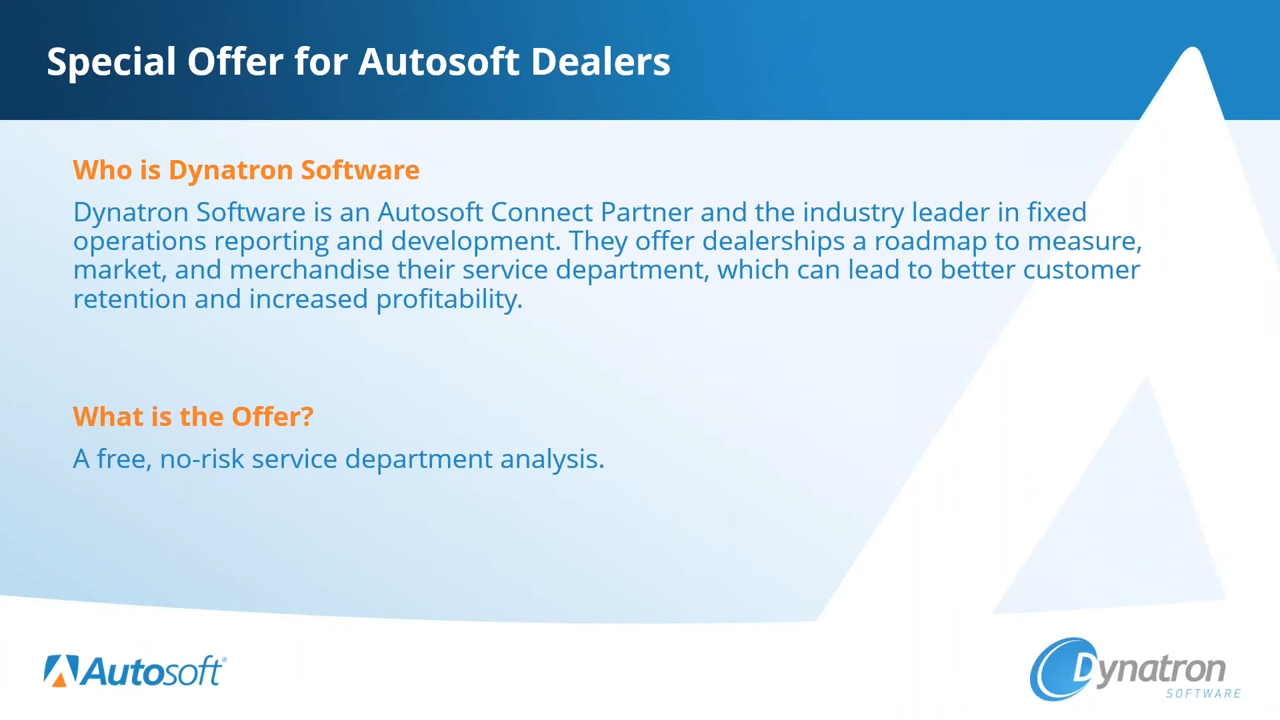 Special Offer for Autosoft Dealers
Who is Dynatron Software
Dynatron Software is an Autosoft Connect Partner and the industry leader in fixed
operations reporting and development. They offer dealerships a roadmap to measure,
market, and merchandise their service department, which can lead to better customer
retention and increased profitability.
What is the Offer?
A free, no-risk service department analysis.
Autosoft®
Dynatron
SOFTWARE